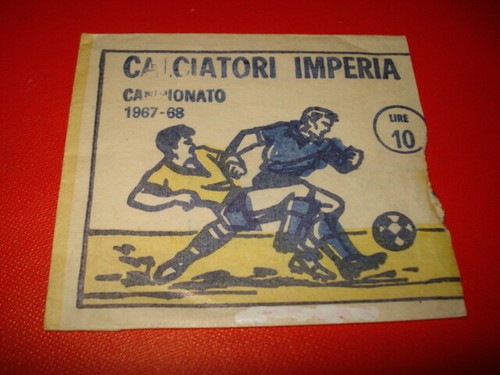 CALCIATORI IMPERIA
CAMPIONATO
1967-68
LIRE
10